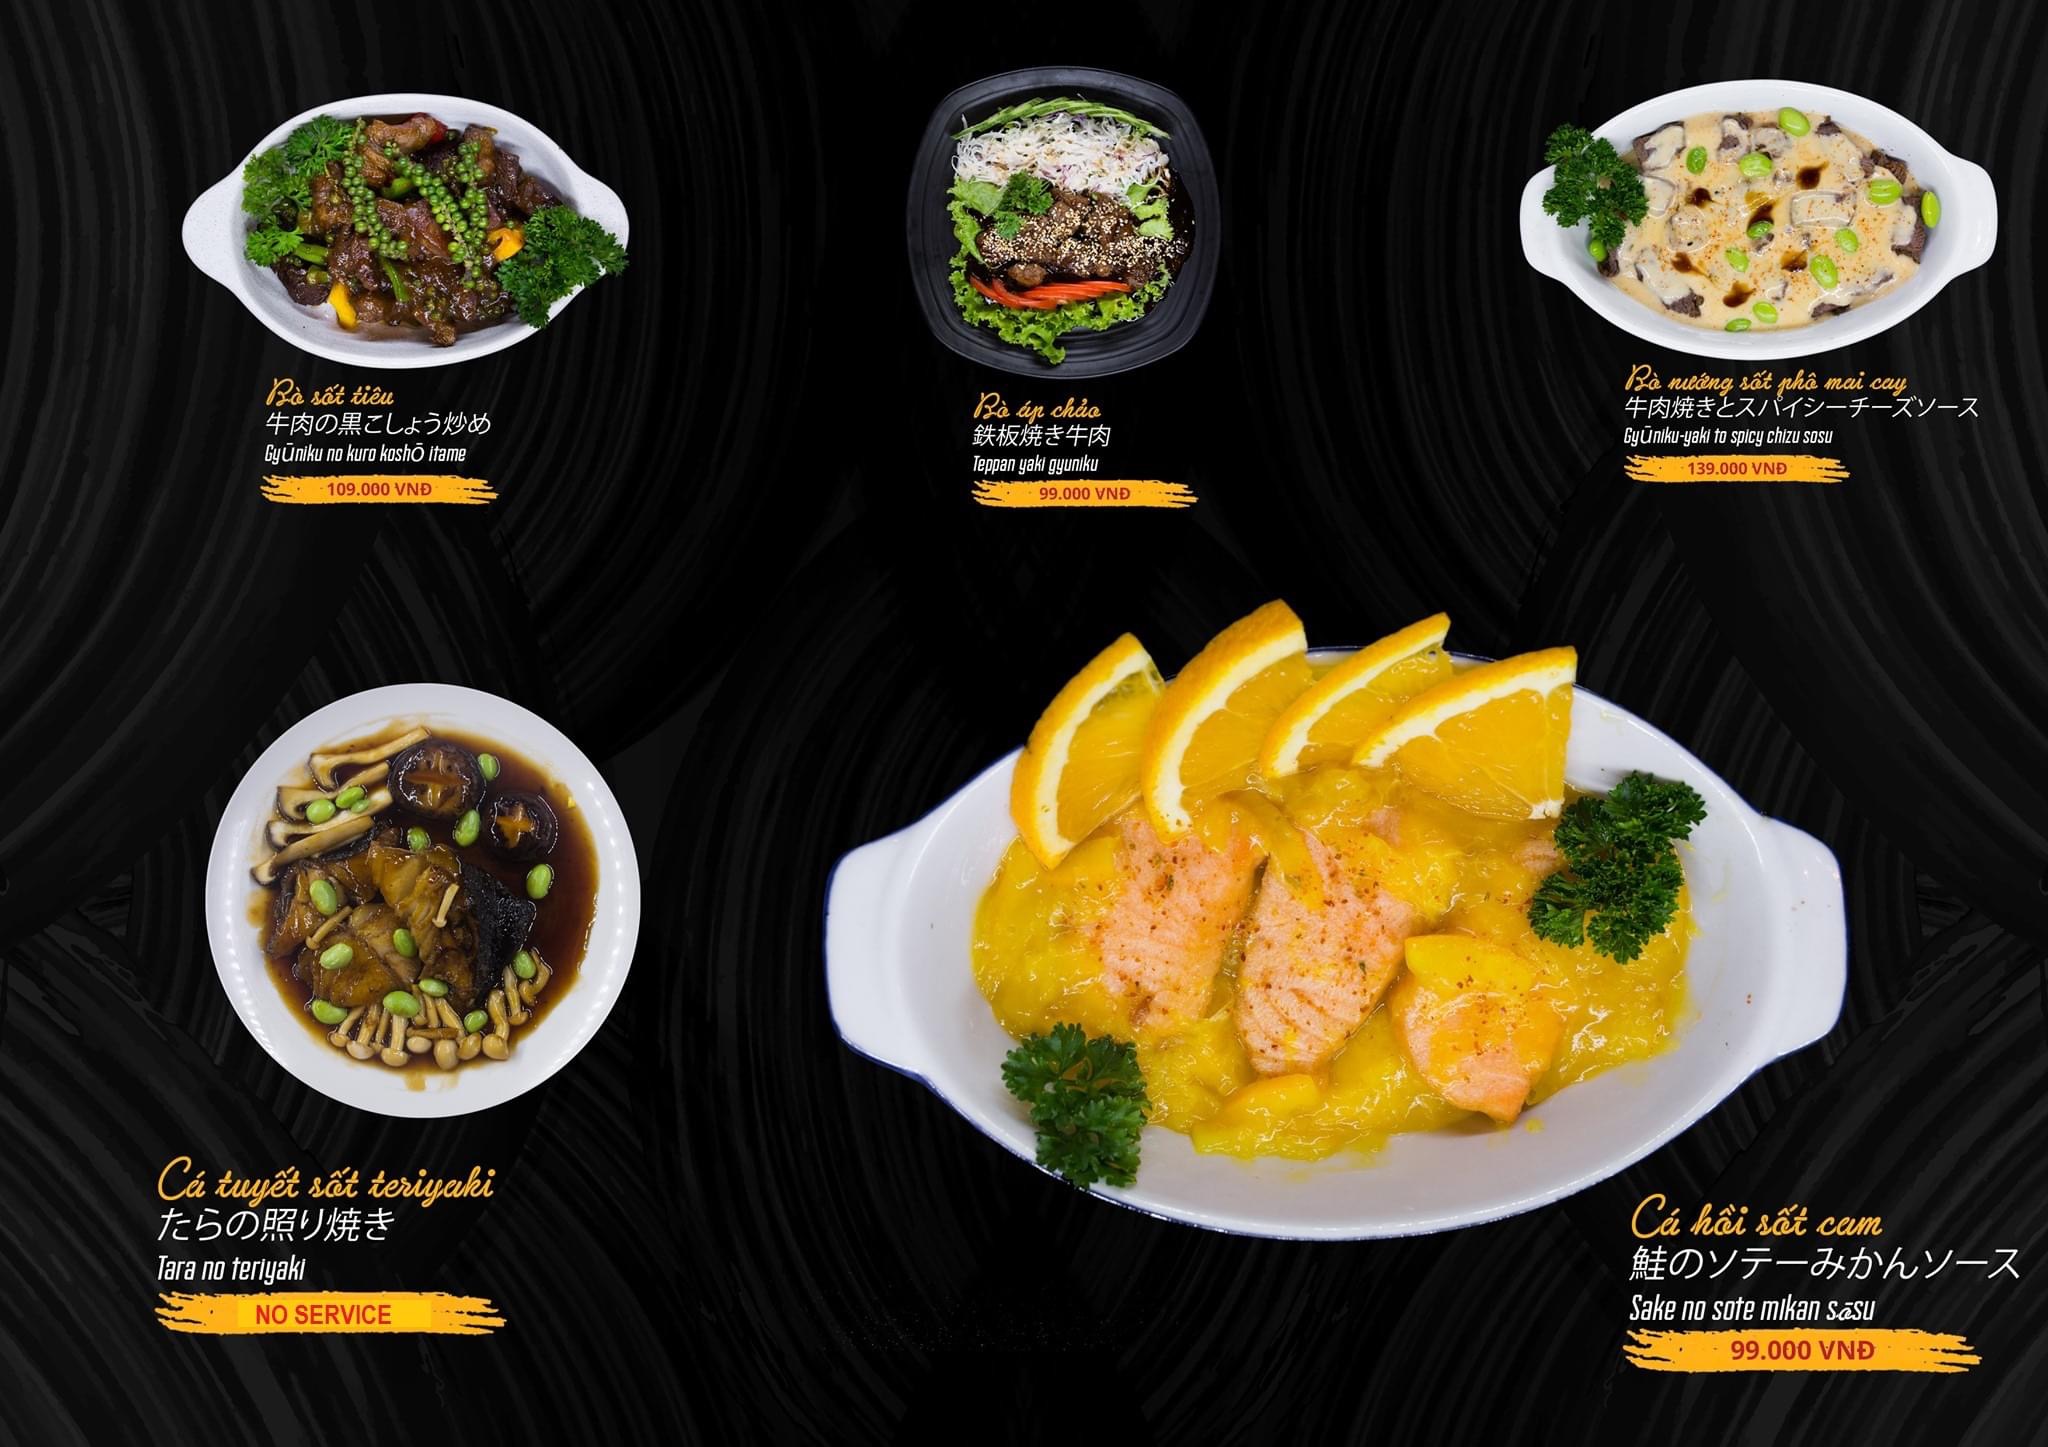 Bò sốt tiêu
牛肉の黒こしょう炒め
Gyūniku no kuro koshō itame
109.000 VNĐ
Bò áp chảo
鉄板焼き牛肉
Teppan yaki gyuniku
99.000 VNĐ
Bò nướng sốt phô mai cay
牛肉焼きとスパイシーチーズソース
Gyūniku-yaki to spicy chizu sosu
139.000 VNĐ
Cá tuyết sốt teriyaki
たらの照り焼き
Tara no teriyaki
NO SERVICE
Cá hồi sốt cam
鮭のソテーみかんソース
Sake no sote mikan sōsu
99.000 VNĐ